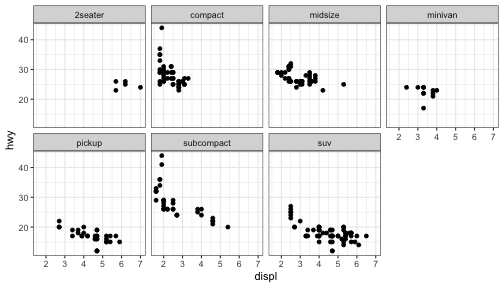 2seater compact midsize minivan
40
30
20
2 3 4 5 6 7
pickup subcompact suv
40
30
20
2 3 4 5 6 7 2 3 4 5 6 7 2 3 4 5 6 7
displ
hwy